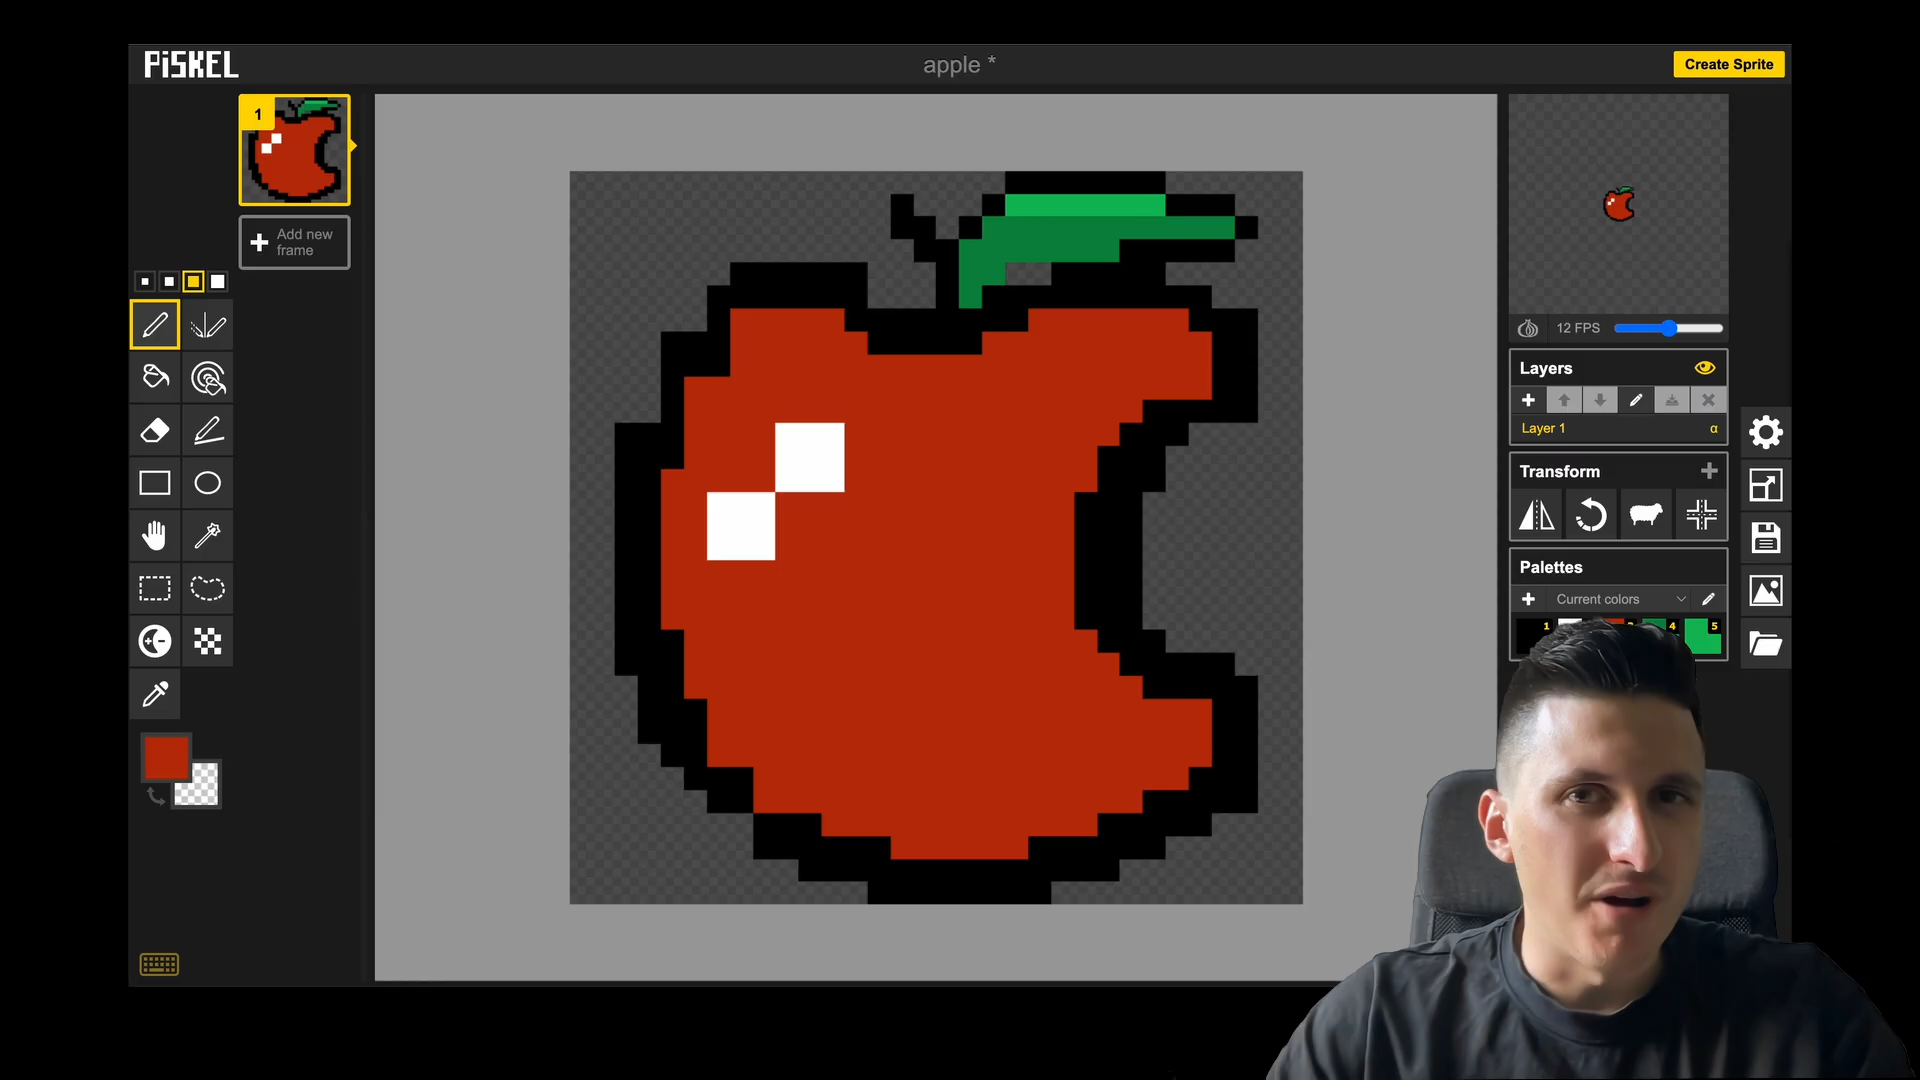 PiSKEL
apple *
Create Sprite
1
Add new
frame
12 FPS
Layers
Layer 1
α
Transform
Palettes
Current colors
1
4
5